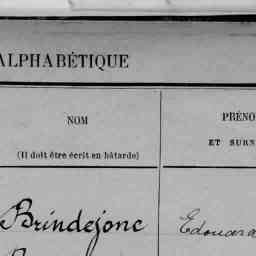 ALPHABÉTIQUE
NOM
PRÉNO
(Il doit être écrit en bâtarde)
ET SURN
Brindejonc
Edouard